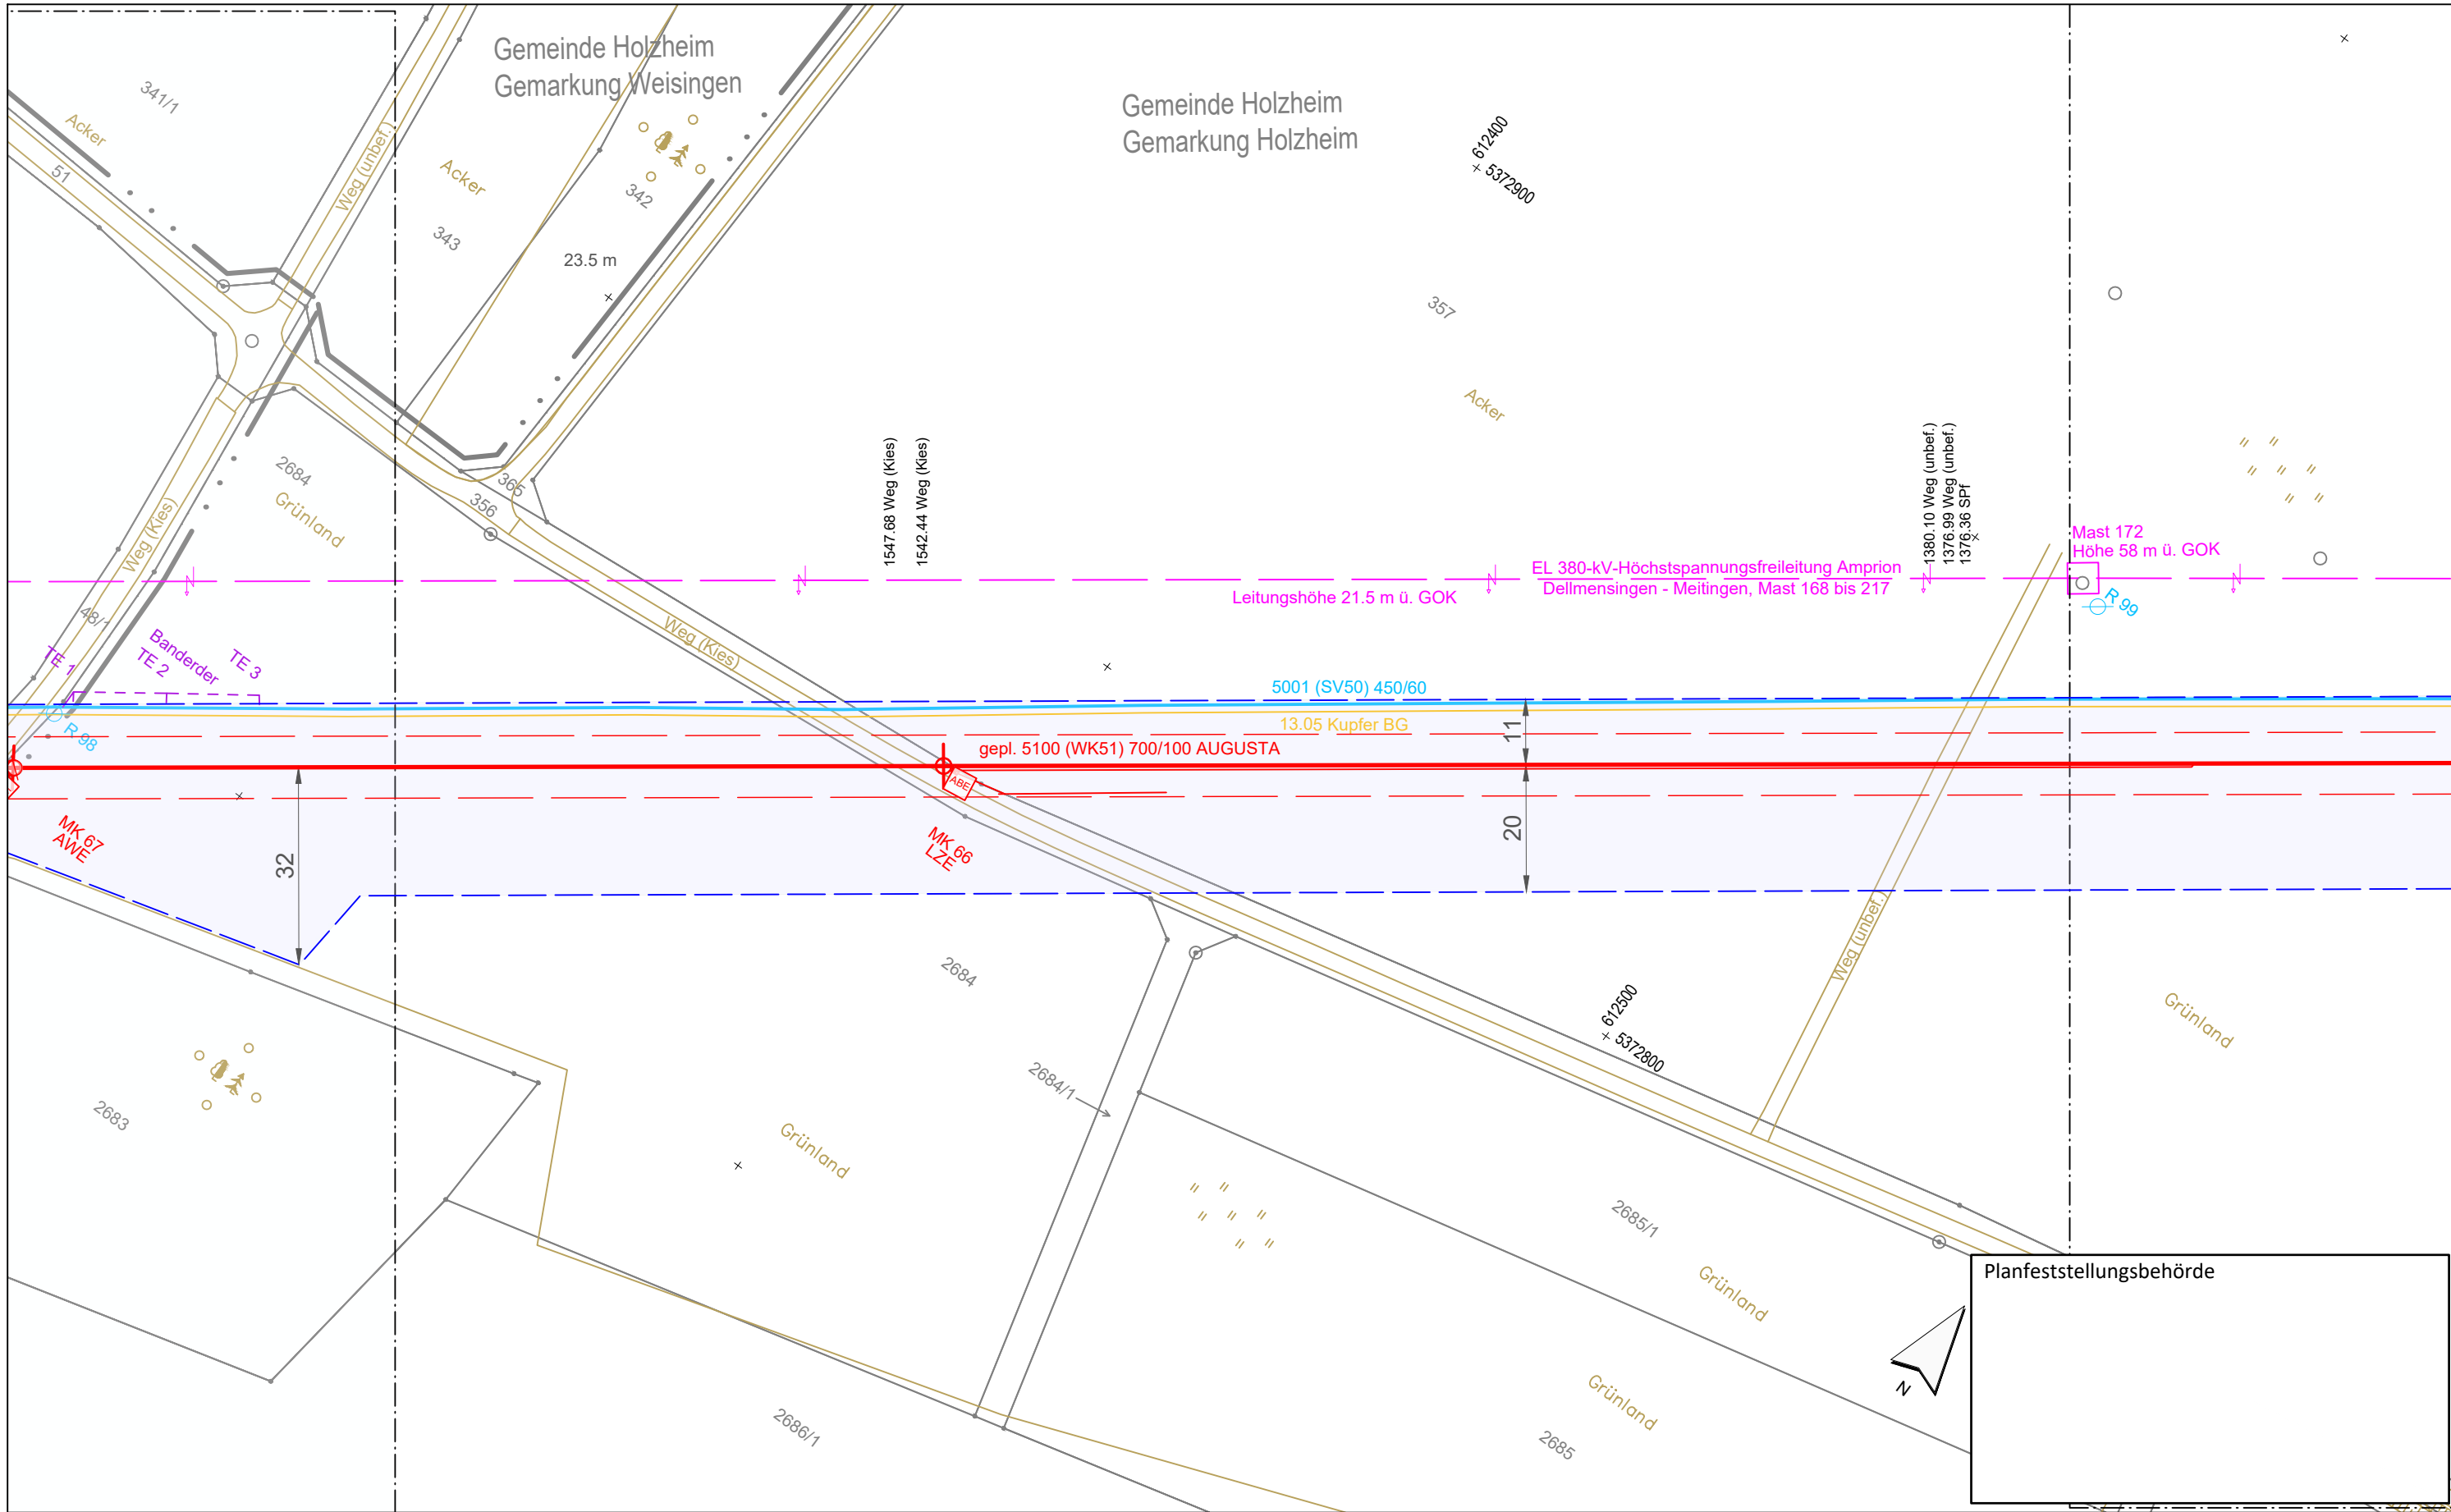 Gemeinde Holzheim
Gemarkung Weisingen
Gemeinde Holzheim
Gemarkung Holzheim
341/1
Acker
51
Weg (unbef.)
Acker
343
342
23.5 m
+ 612400
+ 5372900
357
Acker
2684
Grünland
356
365
Weg (Kies)
48/1
1547.68 Weg (Kies)
1542.44 Weg (Kies)
1380.10 Weg (unbef.)
1376.99 Weg (unbef.)
1376.36 SPf
Mast 172
Höhe 58 m ü. GOK
EL 380-kV-Höchstspannungsfreileitung Amprion
Dellmensingen - Meitingen, Mast 168 bis 217
Leitungshöhe 21.5 m ü. GOK
R 99
TE 1
Banderder
TE 2
TE 3
Weg (Kies)
5001 (SV50) 450/60
13.05 Kupfer BG
11
R 98
gepl. 5100 (WK51) 700/100 AUGUSTA
ABE
MK 67
AWE
32
MK 66
LZE
20
Weg (unbef.)
2684
612500
+ 5372800
Grünland
2684/1
2683
Grünland
2685/1
Grünland
Planfeststellungsbehörde
N
Grünland
2686/1
2685